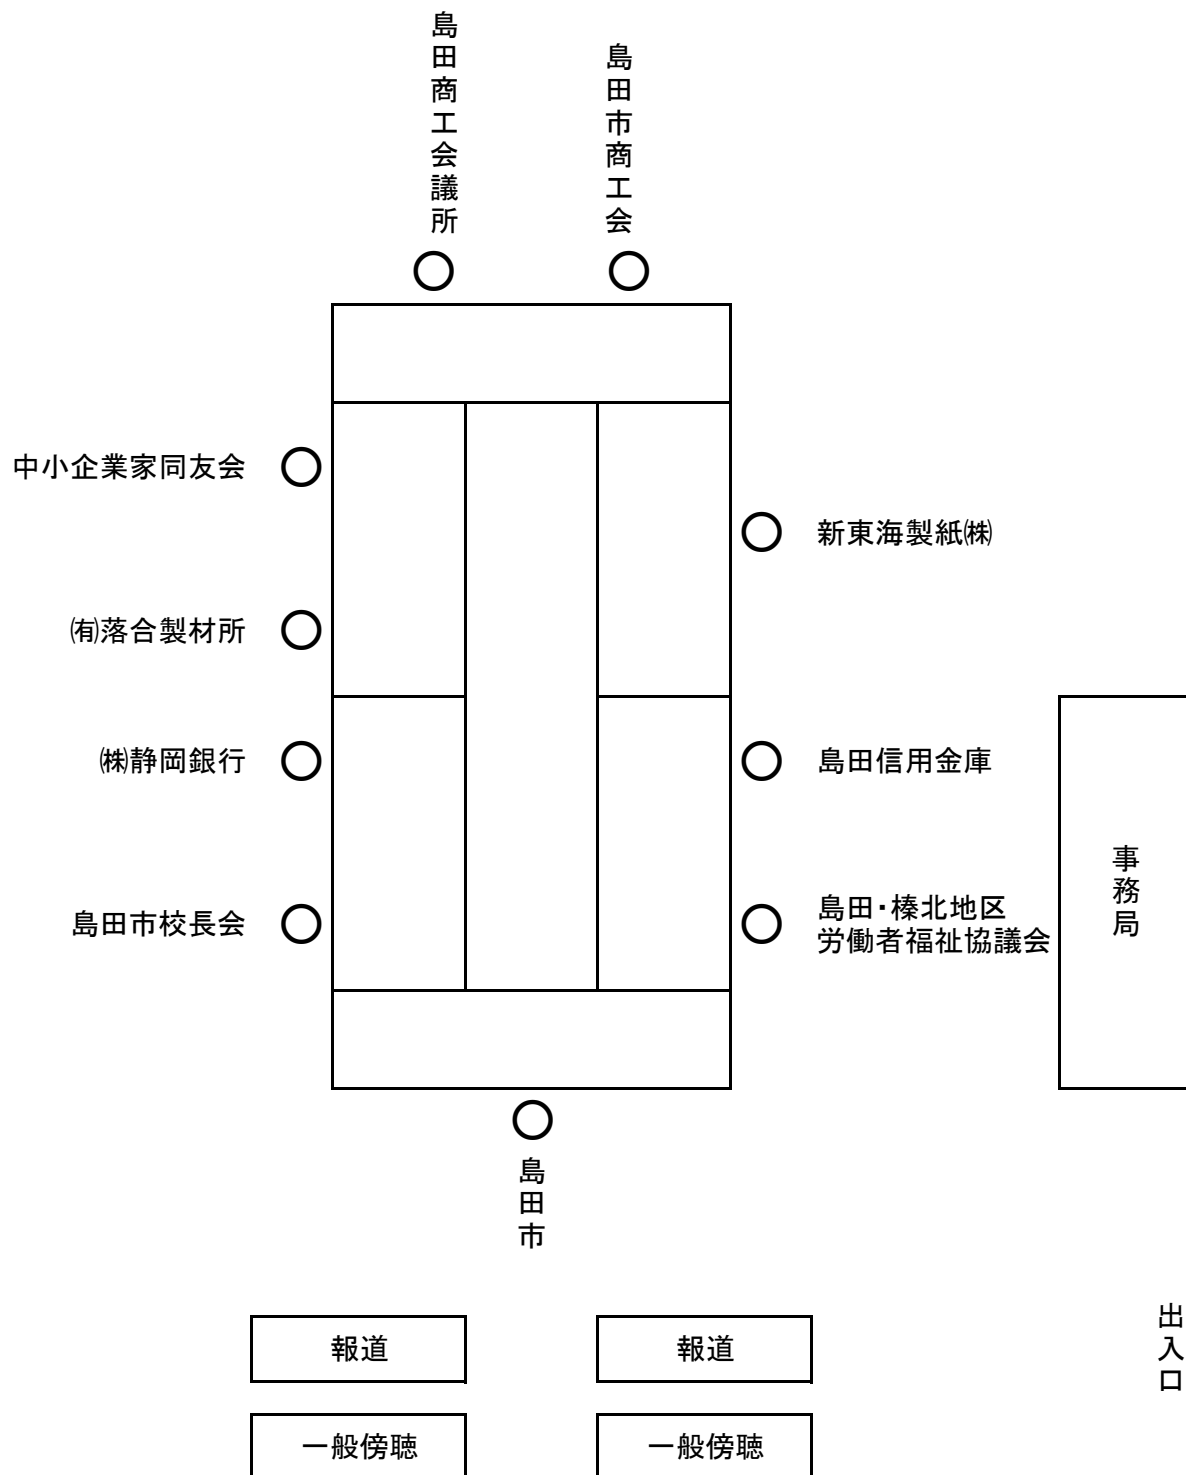 島田商工会議所
島田市商工会
中小企業家同友会
新東海製紙㈱
㈲落合製材所
㈱静岡銀行
島田信用金庫
事務局
島田市校長会
島田・榛北地区
労働者福祉協議会
島田市
出入口
報道
報道
一般傍聴
一般傍聴